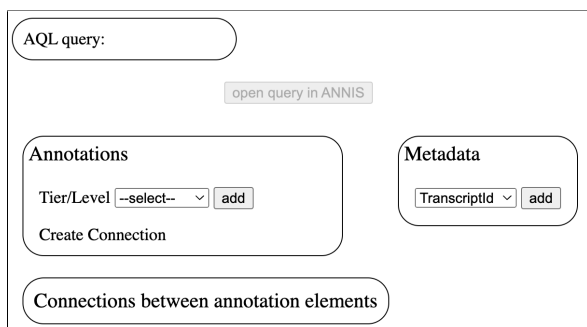 AQL query:
open query in ANNIS
Annotations
Tier/Level --select-- add
Create Connection
Metadata
TranscriptId add
Connections between annotation elements